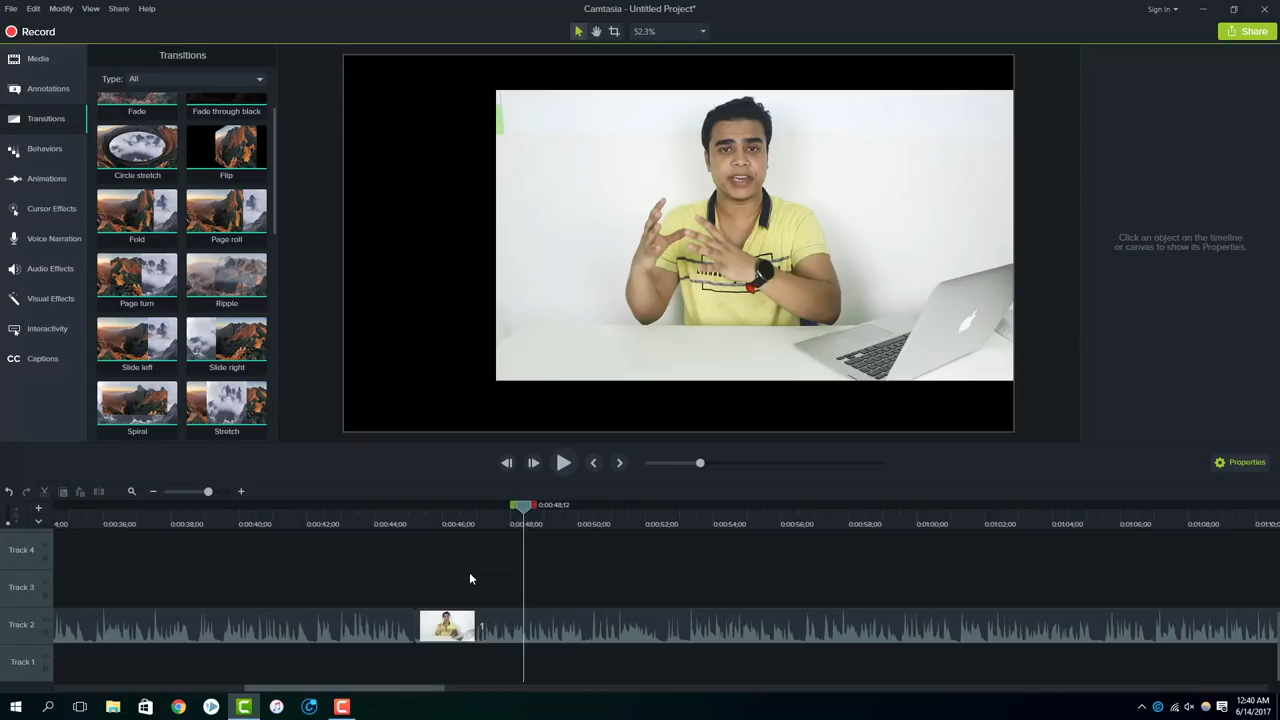 File Edit Modify View Share Help
Camtasia - Untitled Project*
Sign In
Record
52.3%
Share
Media
Annotations
Transitions
Behaviors
Animations
Cursor Effects
Voice Narration
Audio Effects
Visual Effects
Interactivity
CC Captions
Transitions
Type: All
Fade Fade through black
Circle stretch Flip
Fold Page roll
Page turn Ripple
Slide left Slide right
Spiral Stretch
Click an object on the timeline
or canvas to show its Properties.
Properties
0:00:48;12
4;00 0:00:36;00 0:00:38;00 0:00:40;00 0:00:42;00 0:00:44;00 0:00:46;00 0:00:48;00 0:00:50;00 0:00:52;00 0:00:54;00 0:00:56;00 0:00:58;00 0:01:00;00 0:01:02;00 0:01:04;00 0:01:06;00 0:01:08;00 0:01:10;0
Track 4
Track 3
Track 2
1
Track 1
12:40 AM
6/14/2017